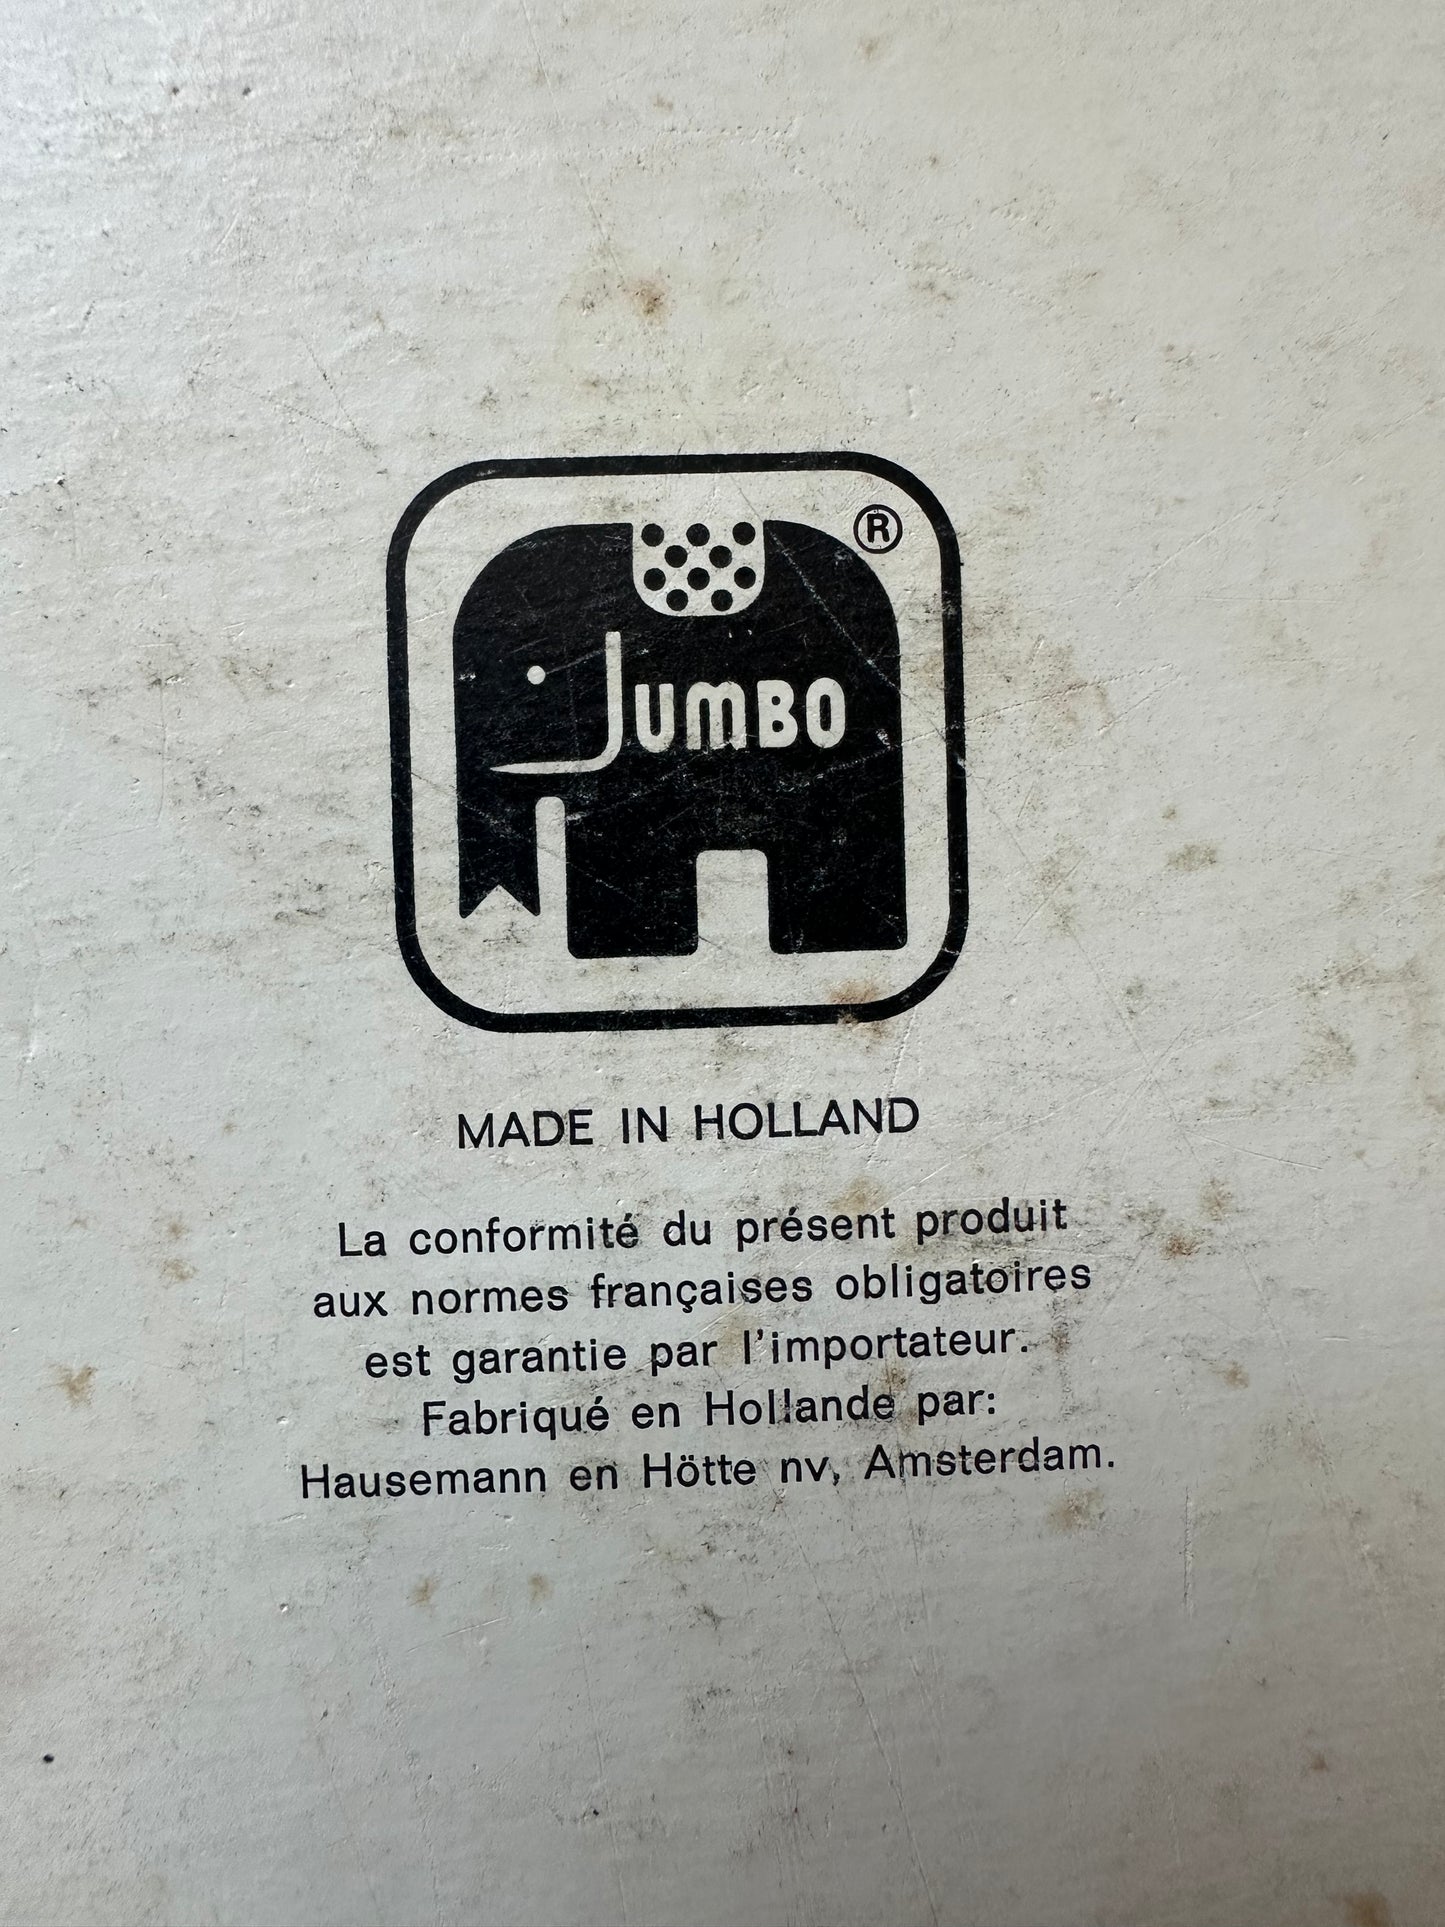 JUMBO ®
MADE IN HOLLAND
La conformité du présent produit
aux normes françaises obligatoires
est garantie par l'importateur.
Fabriqué en Hollande par:
Hausemann en Hötte nv, Amsterdam.